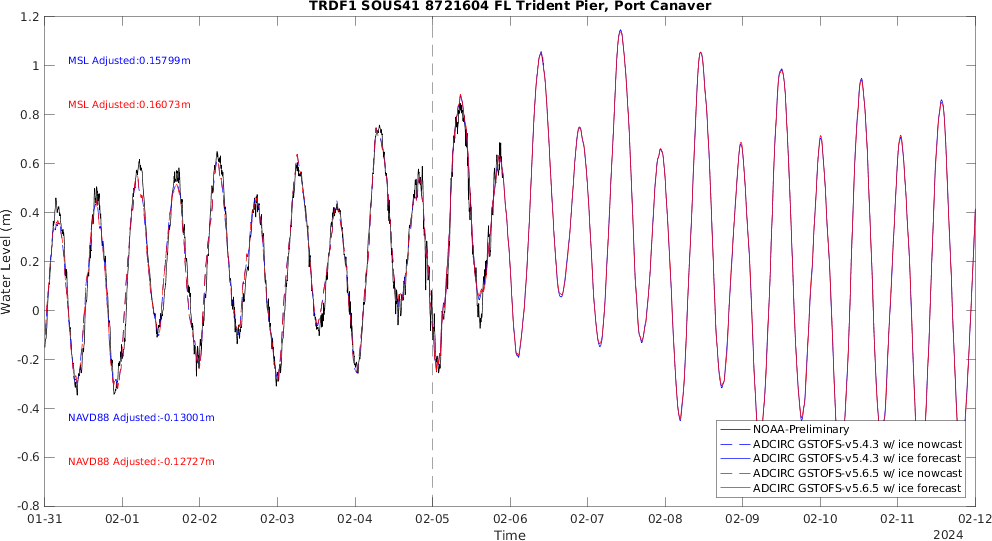 TRDF1 SOUS41 8721604 FL Trident Pier, Port Canaver
1.2
1
0.8
0.6
0.4
0.2
0
-0.2
-0.4
-0.6
-0.8
Water Level (m)
MSL Adjusted:0.15799m
MSL Adjusted:0.16073m
NAVD88 Adjusted:-0.13001m
NAVD88 Adjusted:-0.12727m
NOAA-Preliminary
ADCIRC GSTOFS-v5.4.3 w/ ice nowcast
ADCIRC GSTOFS-v5.4.3 w/ ice forecast
ADCIRC GSTOFS-v5.6.5 w/ ice nowcast
ADCIRC GSTOFS-v5.6.5 w/ ice forecast
01-31 02-01 02-02 02-03 02-04 02-05 02-06 02-07 02-08 02-09 02-10 02-11 02-12
Time
2024